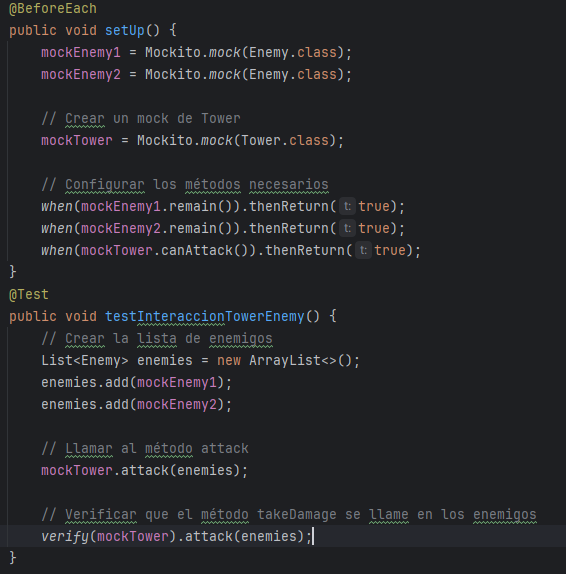 @BeforeEach
public void setUp() {
    mockEnemy1 = Mockito.mock(Enemy.class);
    mockEnemy2 = Mockito.mock(Enemy.class);

    // Crear un mock de Tower
    mockTower = Mockito.mock(Tower.class);

    // Configurar los métodos necesarios
    when(mockEnemy1.remain()).thenReturn( t: true);
    when(mockEnemy2.remain()).thenReturn( t: true);
    when(mockTower.canAttack()).thenReturn( t: true);
}
@Test
public void testInteraccionTowerEnemy() {
    // Crear la lista de enemigos
    List<Enemy> enemies = new ArrayList<>();
    enemies.add(mockEnemy1);
    enemies.add(mockEnemy2);

    // Llamar al método attack
    mockTower.attack(enemies);

    // Verificar que el método takeDamage se llame en los enemigos
    verify(mockTower).attack(enemies);
}